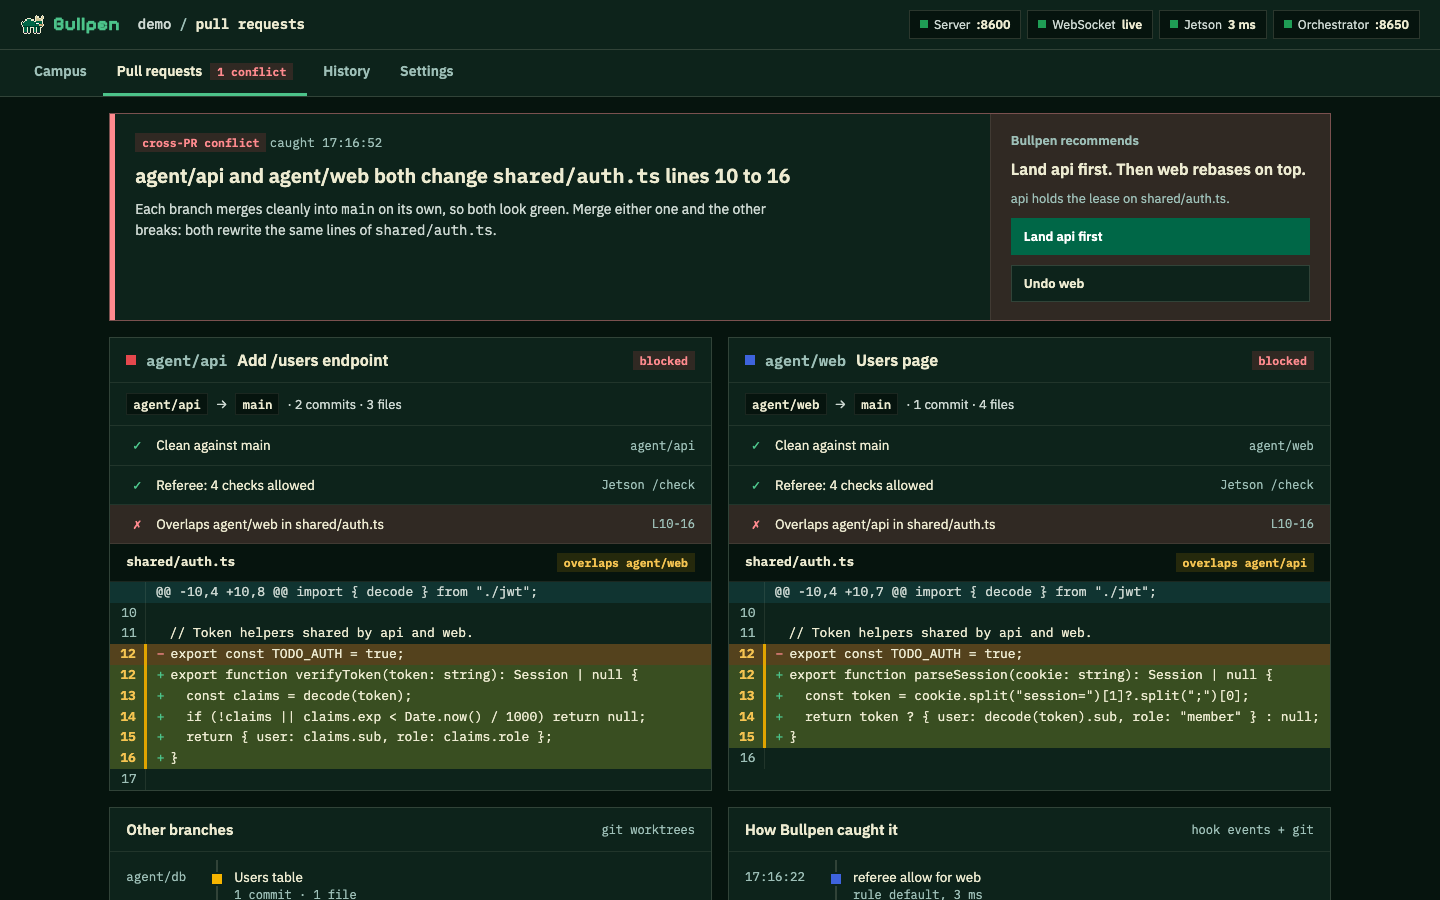 Bullpen demo / pull requests Server :8600 WebSocket live Jetson 3 ms Orchestrator :8650
Campus Pull requests 1 conflict History Settings
cross-PR conflict caught 17:16:52
agent/api and agent/web both change shared/auth.ts lines 10 to 16
Each branch merges cleanly into main on its own, so both look green. Merge either one and the other
breaks: both rewrite the same lines of shared/auth.ts.
Bullpen recommends
Land api first. Then web rebases on top.
api holds the lease on shared/auth.ts.
Land api first
Undo web
agent/api Add /users endpoint blocked
agent/api → main · 2 commits · 3 files
✓ Clean against main agent/api
✓ Referee: 4 checks allowed Jetson /check
✗ Overlaps agent/web in shared/auth.ts L10-16
shared/auth.ts overlaps agent/web
@@ -10,4 +10,8 @@ import { decode } from "./jwt";
10
11 // Token helpers shared by api and web.
12 − export const TODO_AUTH = true;
12 + export function verifyToken(token: string): Session | null {
13 + const claims = decode(token);
14 + if (!claims || claims.exp < Date.now() / 1000) return null;
15 + return { user: claims.sub, role: claims.role };
16 + }
17
agent/web Users page blocked
agent/web → main · 1 commit · 4 files
✓ Clean against main agent/web
✓ Referee: 4 checks allowed Jetson /check
✗ Overlaps agent/api in shared/auth.ts L10-16
shared/auth.ts overlaps agent/api
@@ -10,4 +10,7 @@ import { decode } from "./jwt";
10
11 // Token helpers shared by api and web.
12 − export const TODO_AUTH = true;
12 + export function parseSession(cookie: string): Session | null {
13 + const token = cookie.split("session=")[1]?.split(";")[0];
14 + return token ? { user: decode(token).sub, role: "member" } : null;
15 + }
16
Other branches git worktrees
agent/db Users table
1 commit · 1 file
How Bullpen caught it hook events + git
17:16:22 referee allow for web
rule default, 3 ms